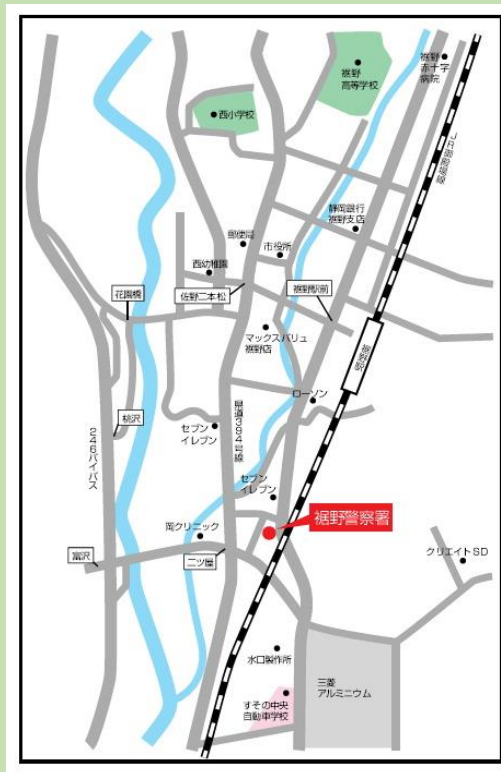 裾野
赤十字
病院
裾野
高等学校
西小学校
JR御殿場線
静岡銀行
裾野支店
郵便局
市役所
西幼稚園
花園橋
佐野二本松
裾野駅前
マックスバリュ
裾野店
裾野駅
ローソン
桃沢
246バイパス
セブン
イレブン
県道394号線
セブン
イレブン
裾野警察署
岡クリニック
富沢
二ツ屋
クリエイトSD
水口製作所
三菱
アルミニウム
すその中央
自動車学校